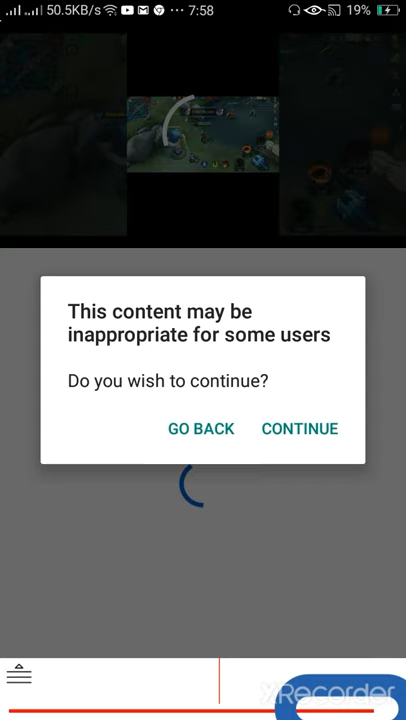 50.5KB/s ... 7:58 19%
This content may be
inappropriate for some users
Do you wish to continue?
GO BACK CONTINUE
XRecorder